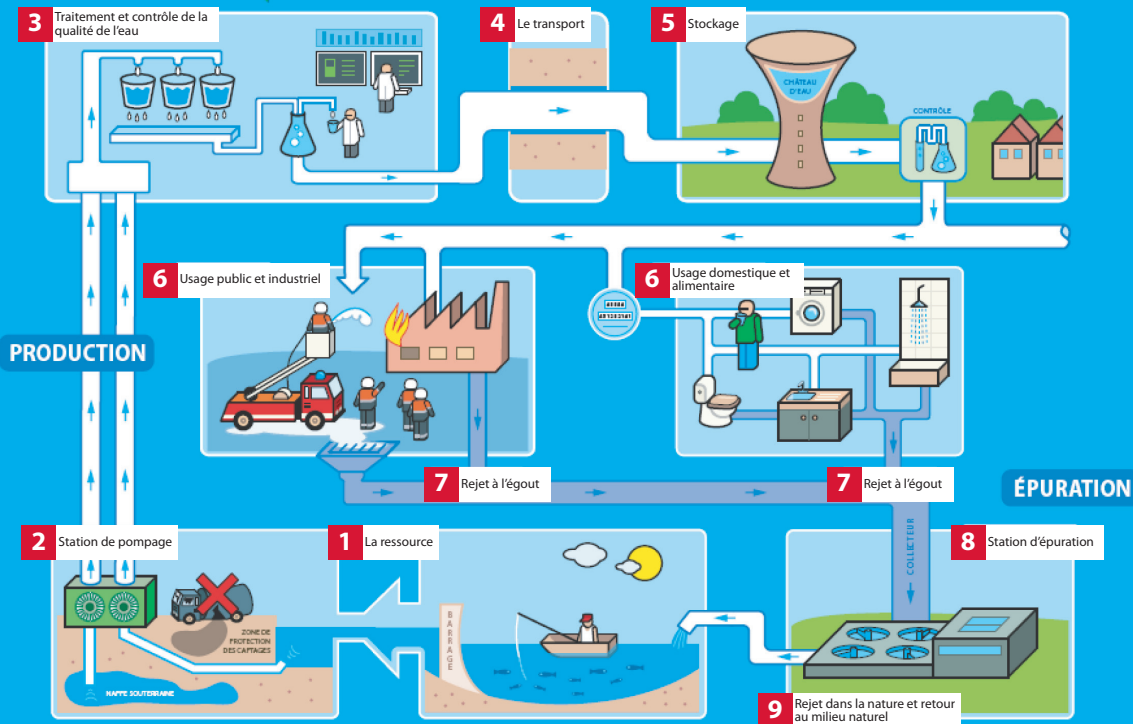 3 Traitement et contrôle de la
qualité de l'eau
4 Le transport
5 Stockage
CHÂTEAU
D'EAU
CONTRÔLE
6 Usage public et industriel
6 Usage domestique et
alimentaire
PRODUCTION
7 Rejet à l'égout
7 Rejet à l'égout
ÉPURATION
2 Station de pompage
1 La ressource
COLLECTEUR
8 Station d'épuration
ZONE DE
PROTECTION
DES CAPTAGES
BARRAGE
NAPPE SOUTERRAINE
9 Rejet dans la nature et retour
au milieu naturel